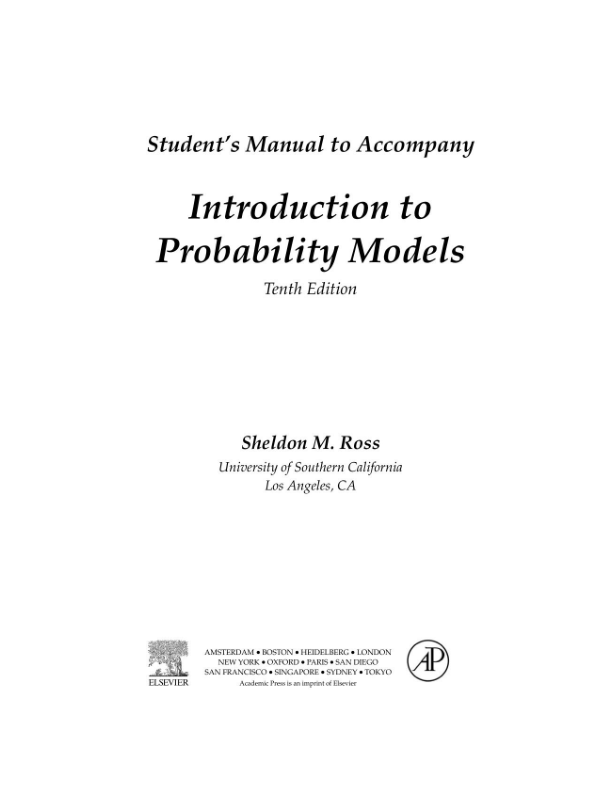 Student's Manual to Accompany
Introduction to
Probability Models
Tenth Edition
Sheldon M. Ross
University of Southern California
Los Angeles, CA
AMSTERDAM • BOSTON • HEIDELBERG • LONDON
NEW YORK • OXFORD • PARIS • SAN DIEGO
SAN FRANCISCO • SINGAPORE • SYDNEY • TOKYO
Academic Press is an imprint of Elsevier
ELSEVIER
AP